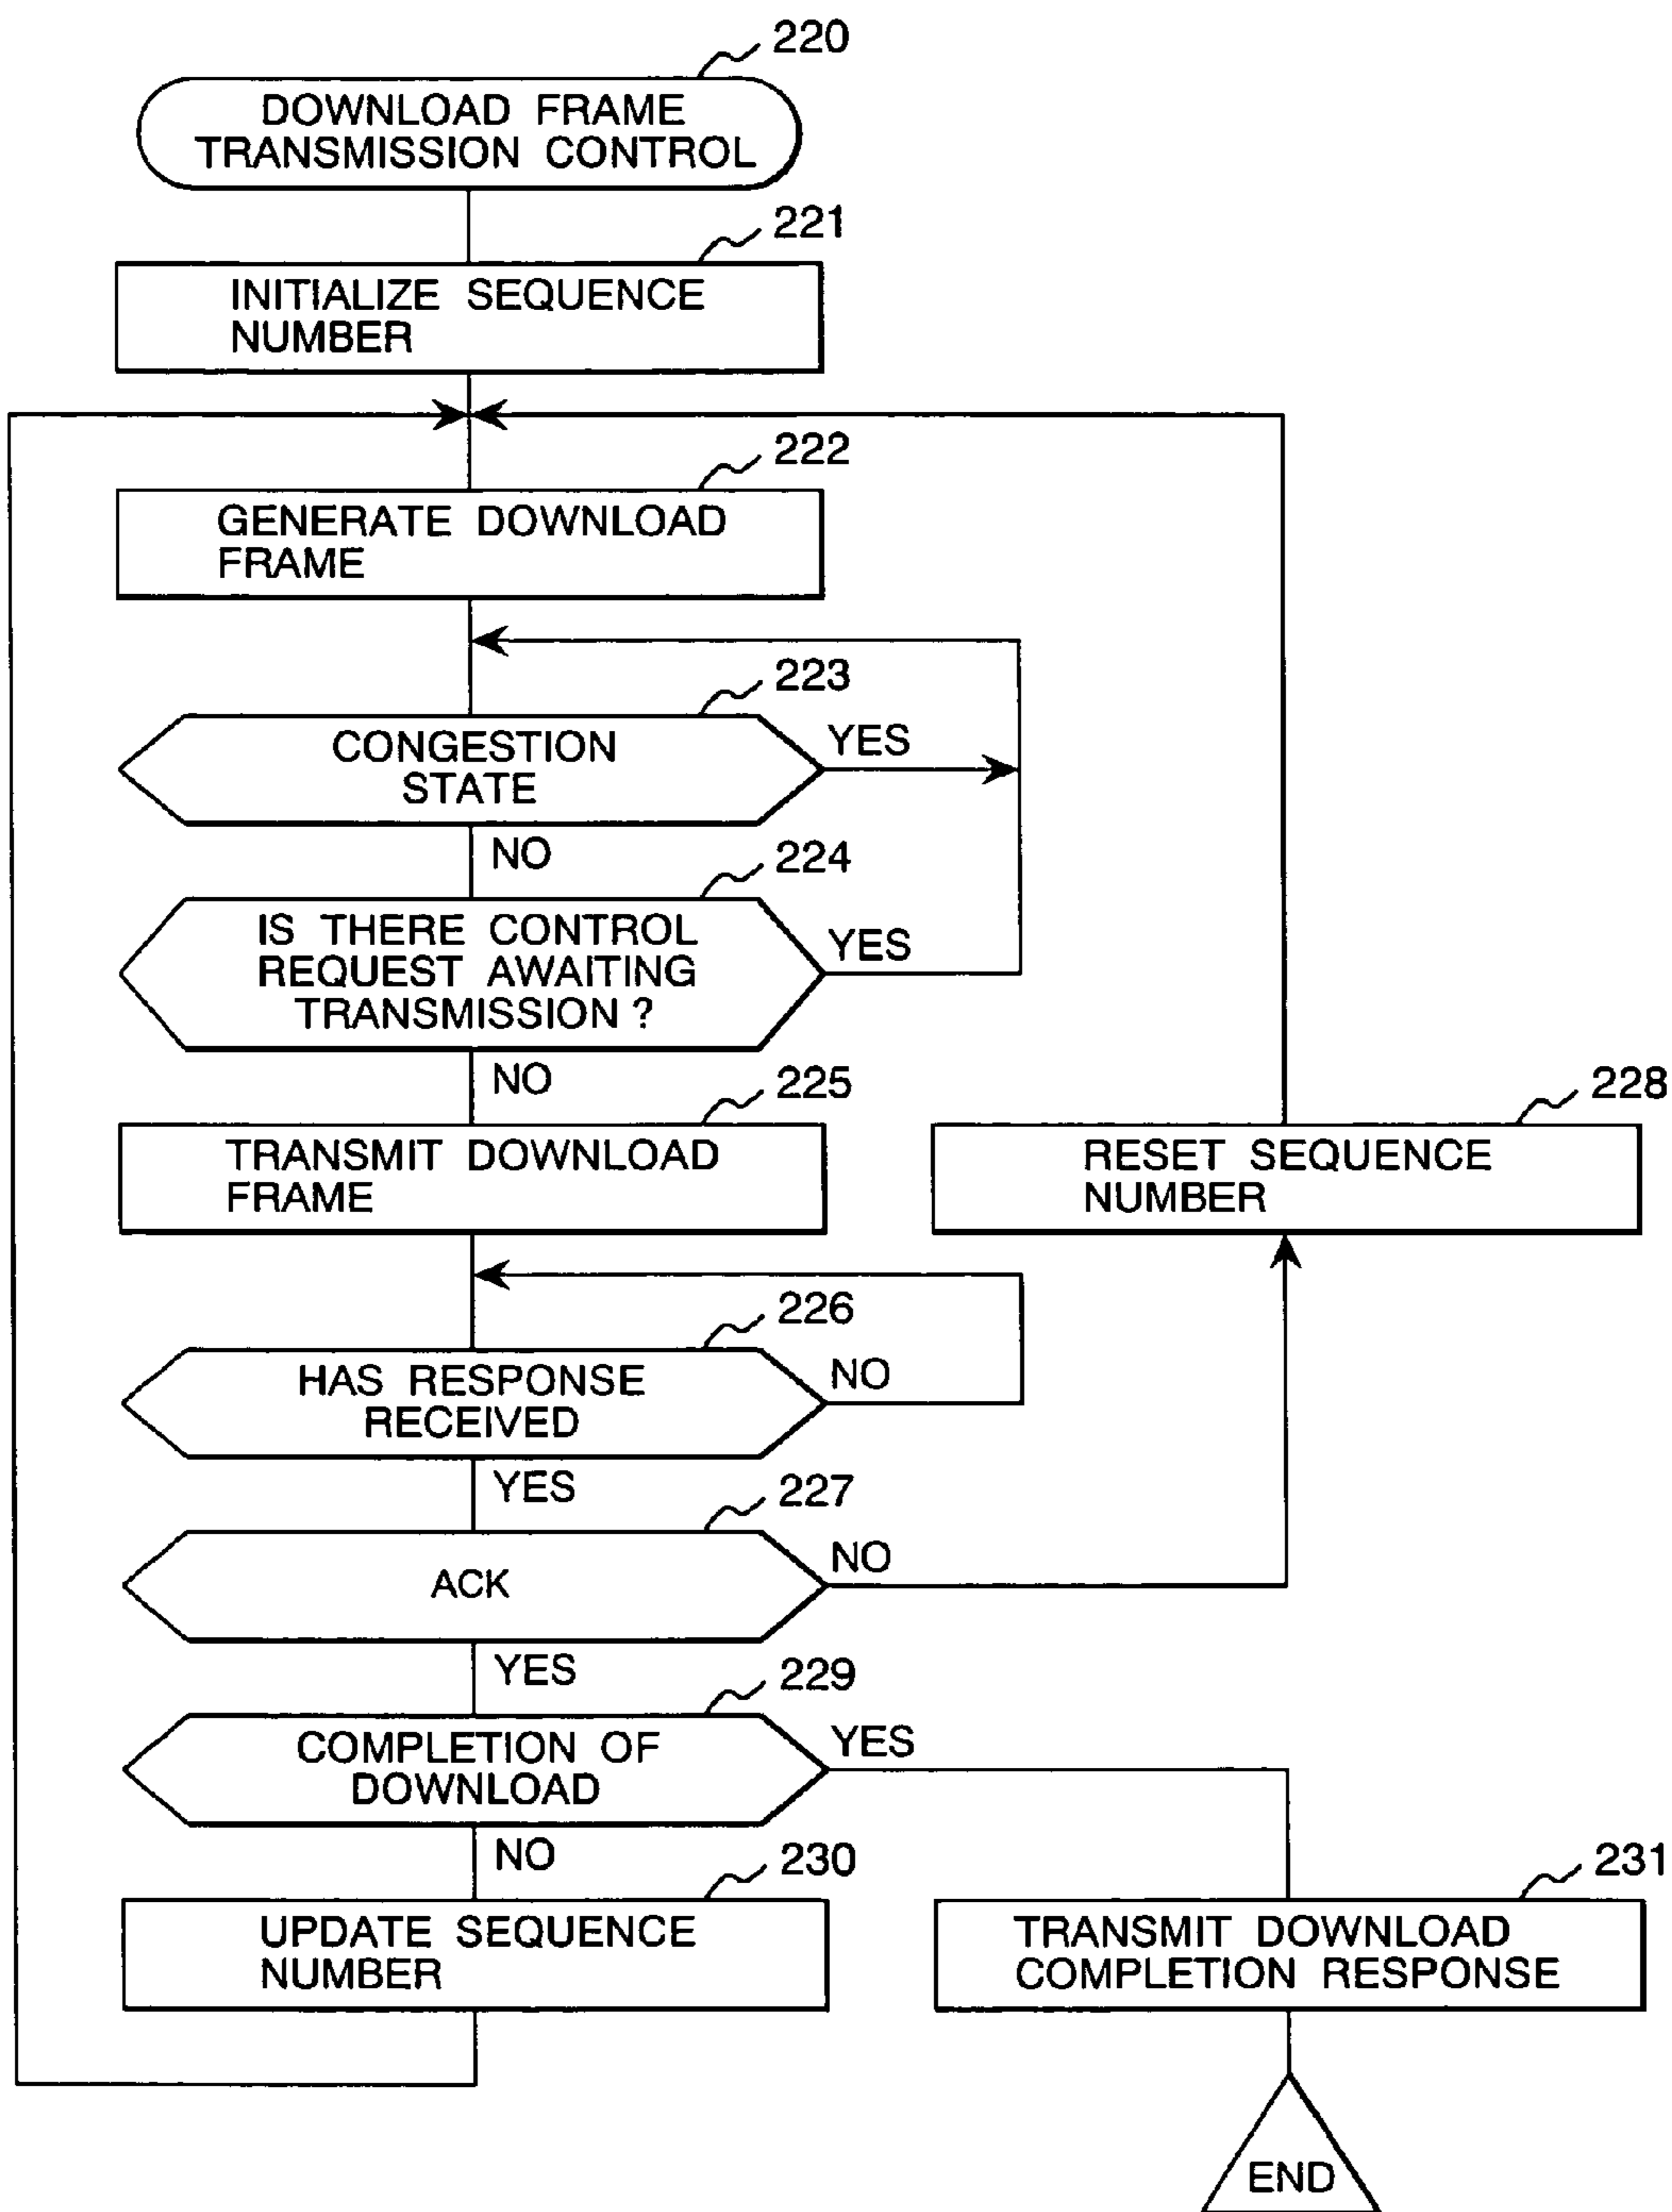 220
DOWNLOAD FRAME
TRANSMISSION CONTROL
221
INITIALIZE SEQUENCE
NUMBER
222
GENERATE DOWNLOAD
FRAME
223
CONGESTION
STATE
YES
NO
224
IS THERE CONTROL
REQUEST AWAITING
TRANSMISSION ?
YES
NO
225
TRANSMIT DOWNLOAD
FRAME
228
RESET SEQUENCE
NUMBER
226
HAS RESPONSE
RECEIVED
NO
YES
227
ACK
NO
YES
229
COMPLETION OF
DOWNLOAD
YES
NO
230
UPDATE SEQUENCE
NUMBER
231
TRANSMIT DOWNLOAD
COMPLETION RESPONSE
END